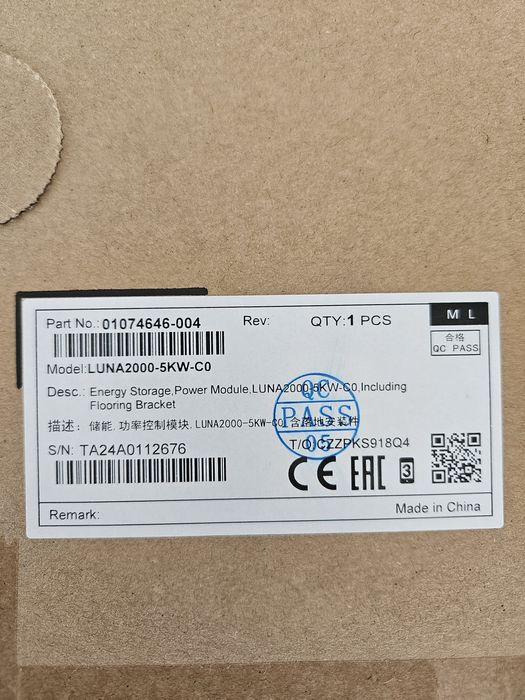 Part No.: 01074646-004 Rev: QTY:1 PCS M L
合格
QC PASS
Model:LUNA2000-5KW-C0
Desc.: Energy Storage,Power Module,LUNA2000-5KW-C0,Including
Flooring Bracket
QC
PASS
05
描述: 储能, 功率控制模块, LUNA2000-5KW-C0, 含落地安装件
S/N: TA24A0112676 T/O:CZZPKS918Q4
CE EAC 3
Remark: Made in China